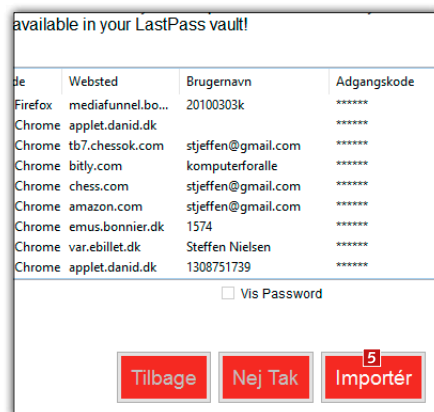 available in your LastPass vault!
de Websted Brugernavn Adgangskode
Firefox mediafunnel.bo... 20100303k ******
Chrome applet.danid.dk ******
Chrome tb7.chessok.com stjeffen@gmail.com ******
Chrome bitly.com komputerforalle ******
Chrome chess.com stjeffen@gmail.com ******
Chrome amazon.com stjeffen@gmail.com ******
Chrome emus.bonnier.dk 1574 ******
Chrome var.ebillet.dk Steffen Nielsen ******
Chrome applet.danid.dk 1308751739 ******
Vis Password
5
Tilbage Nej Tak Importér